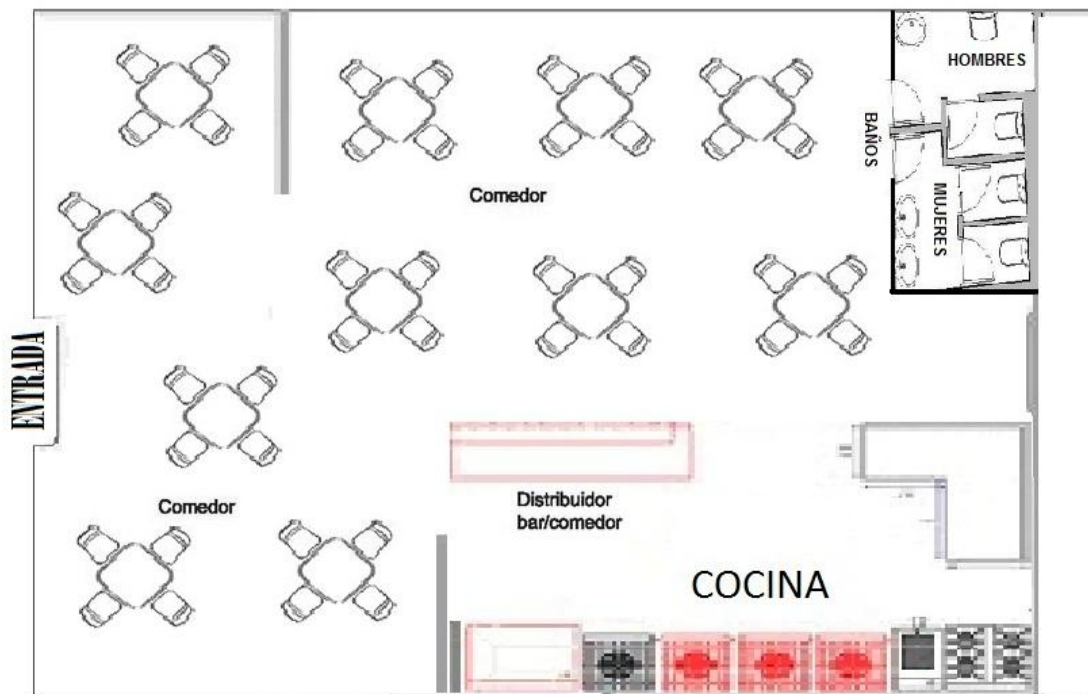 HOMBRES
BAÑOS
MUJERES
Comedor
ENTRADA
Comedor
Distribuidor
bar/comedor
COCINA